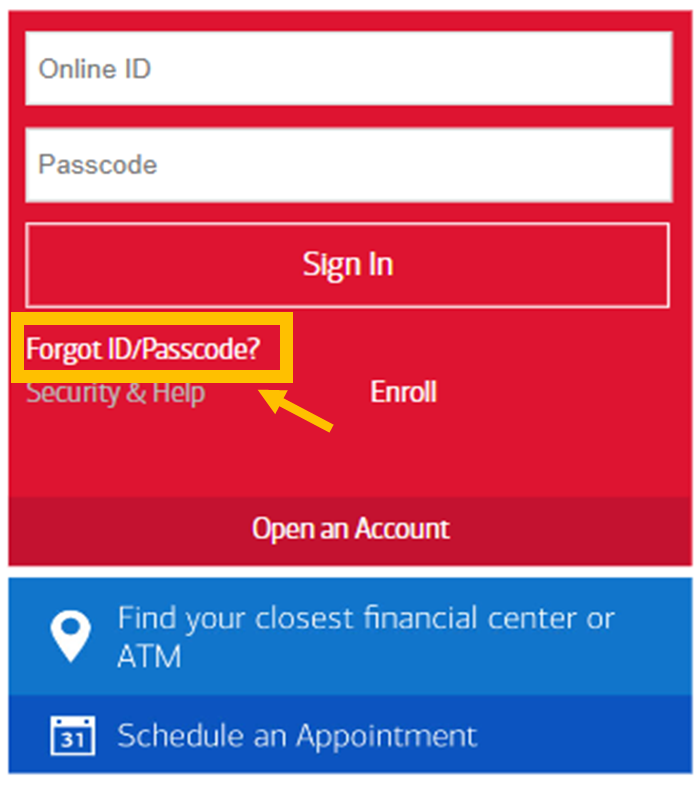 Online ID
Passcode
Sign In
Forgot ID/Passcode?
Security & Help
Enroll
Open an Account
Find your closest financial center or
ATM
31
Schedule an Appointment